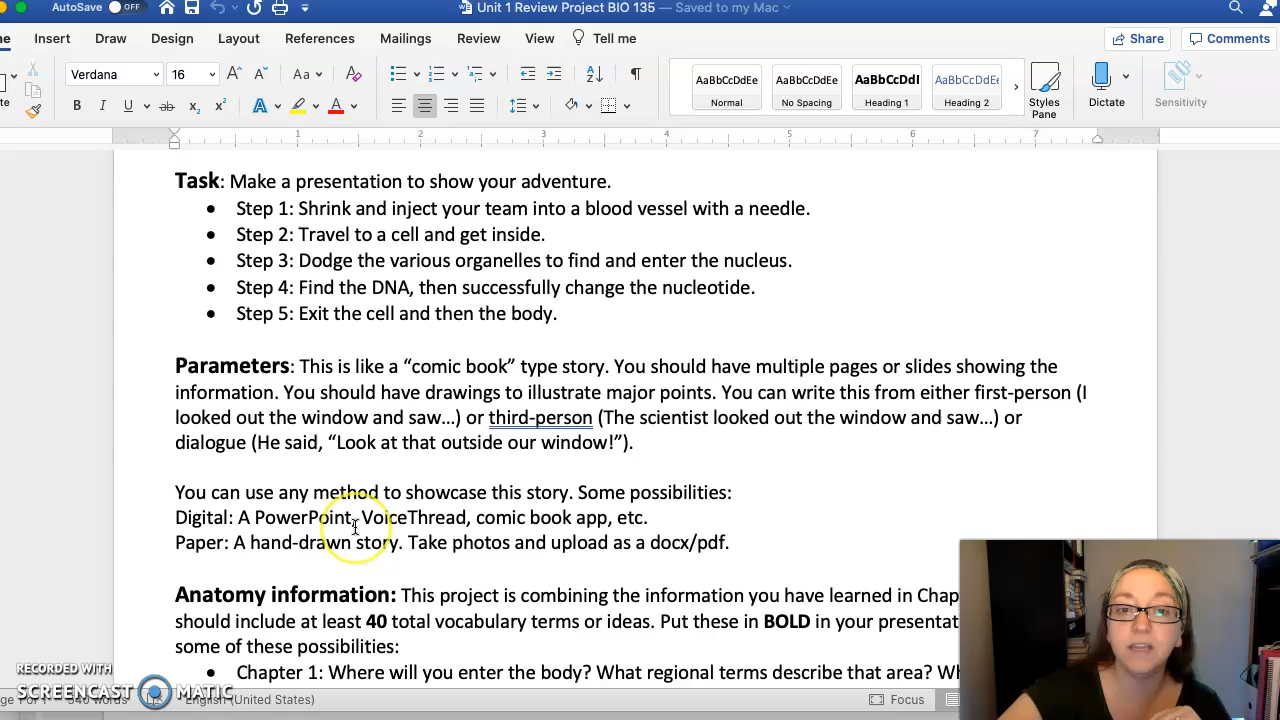 AutoSave OFF Unit 1 Review Project BIO 135 — Saved to my Mac
me Insert Draw Design Layout References Mailings Review View Tell me Share Comments
Verdana 16 Aa AaBbCcDdEe AaBbCcDdEe AaBbCcDdI AaBbCcDdEe
Normal No Spacing Heading 1 Heading 2 Styles Pane Dictate Sensitivity
1 2 3 4 5 6 7
Task: Make a presentation to show your adventure.
• Step 1: Shrink and inject your team into a blood vessel with a needle.
• Step 2: Travel to a cell and get inside.
• Step 3: Dodge the various organelles to find and enter the nucleus.
• Step 4: Find the DNA, then successfully change the nucleotide.
• Step 5: Exit the cell and then the body.
Parameters: This is like a “comic book” type story. You should have multiple pages or slides showing the
information. You should have drawings to illustrate major points. You can write this from either first-person (I
looked out the window and saw…) or third-person (The scientist looked out the window and saw…) or
dialogue (He said, “Look at that outside our window!”).
You can use any method to showcase this story. Some possibilities:
Digital: A PowerPoint, VoiceThread, comic book app, etc.
Paper: A hand-drawn story. Take photos and upload as a docx/pdf.
Anatomy information: This project is combining the information you have learned in Chap
should include at least 40 total vocabulary terms or ideas. Put these in BOLD in your presentat
some of these possibilities:
• Chapter 1: Where will you enter the body? What regional terms describe that area? Wh
RECORDED WITH
SCREENCAST MATIC
English (United States) Focus